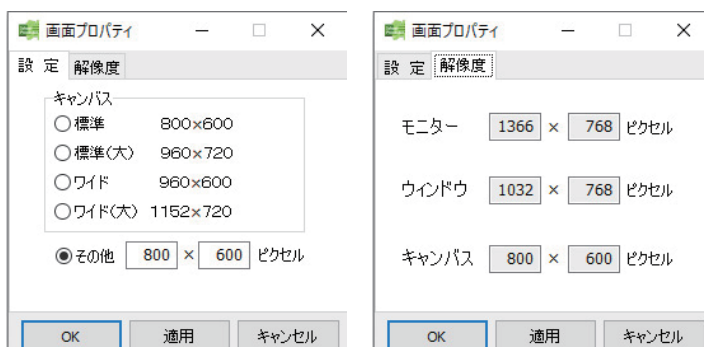 画面プロパティ
設 定 解像度
キャンバス
標準 800×600
標準(大) 960×720
ワイド 960×600
ワイド(大) 1152×720
その他 800 × 600 ピクセル
OK 適用 キャンセル
画面プロパティ
設 定 解像度
モニター 1366 × 768 ピクセル
ウィンドウ 1032 × 768 ピクセル
キャンバス 800 × 600 ピクセル
OK 適用 キャンセル